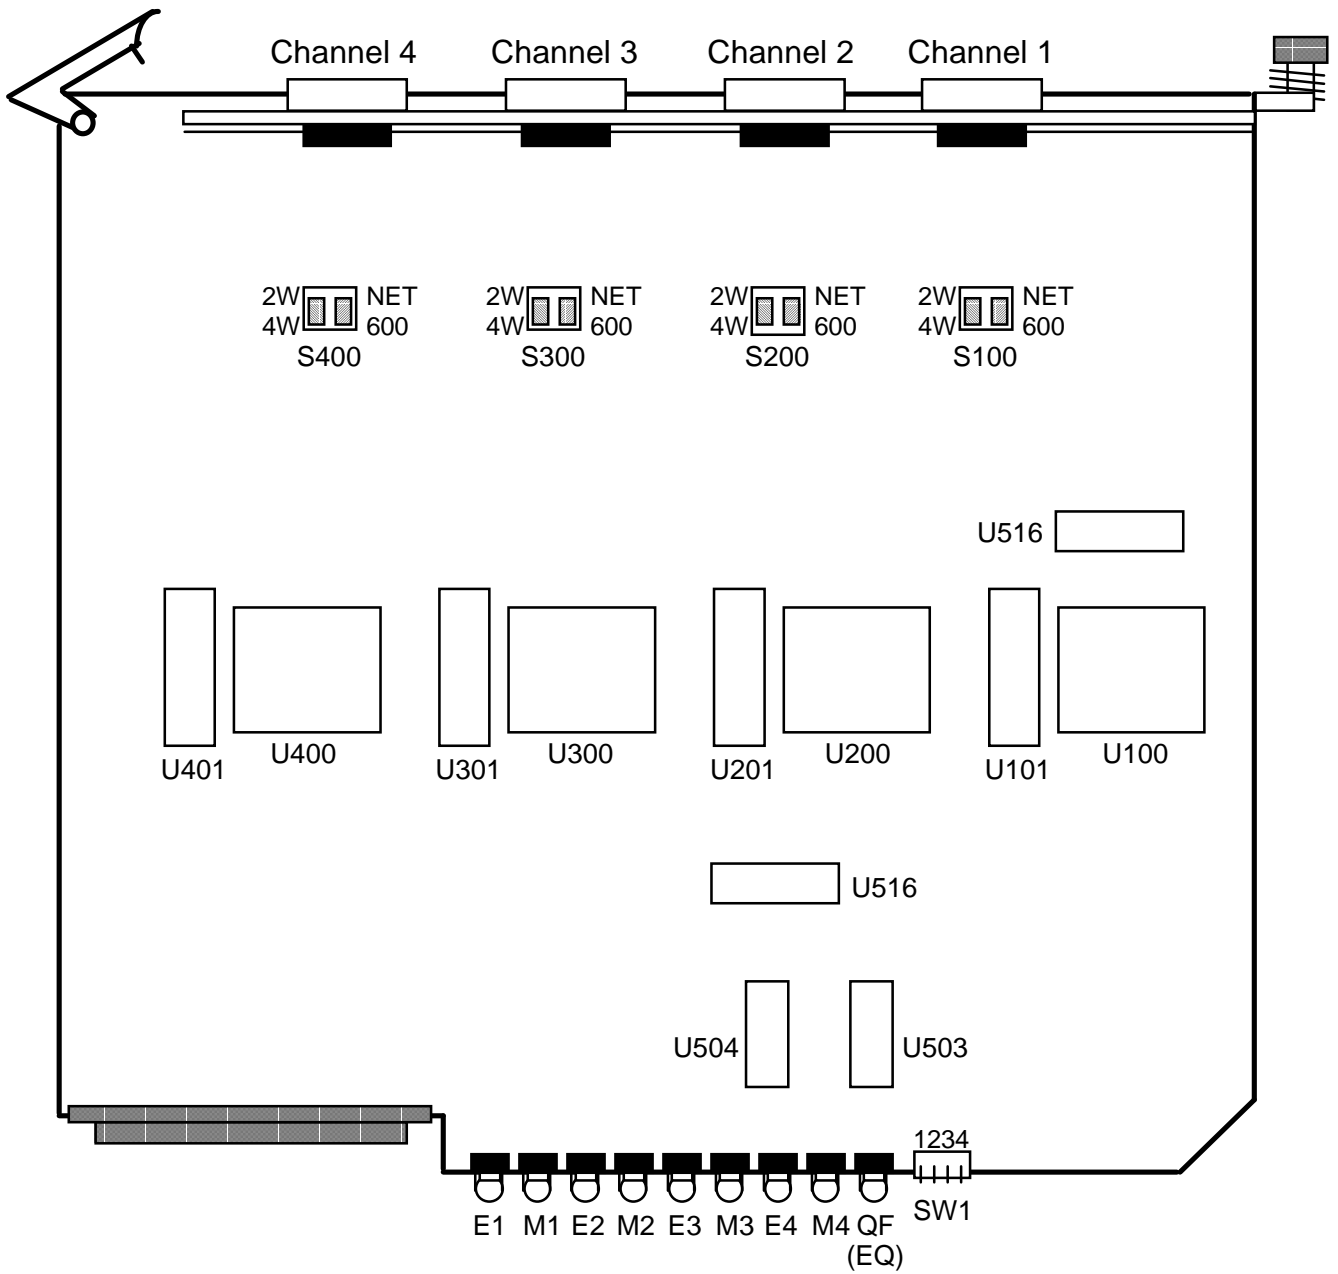 Channel 4 Channel 3 Channel 2 Channel 1
2W NET 2W NET 2W NET 2W NET
4W 600 4W 600 4W 600 4W 600
S400 S300 S200 S100
U516
U401 U400 U301 U300 U201 U200 U101 U100
U516
U504 U503
1234
SW1
E1 M1 E2 M2 E3 M3 E4 M4 QF
(EQ)